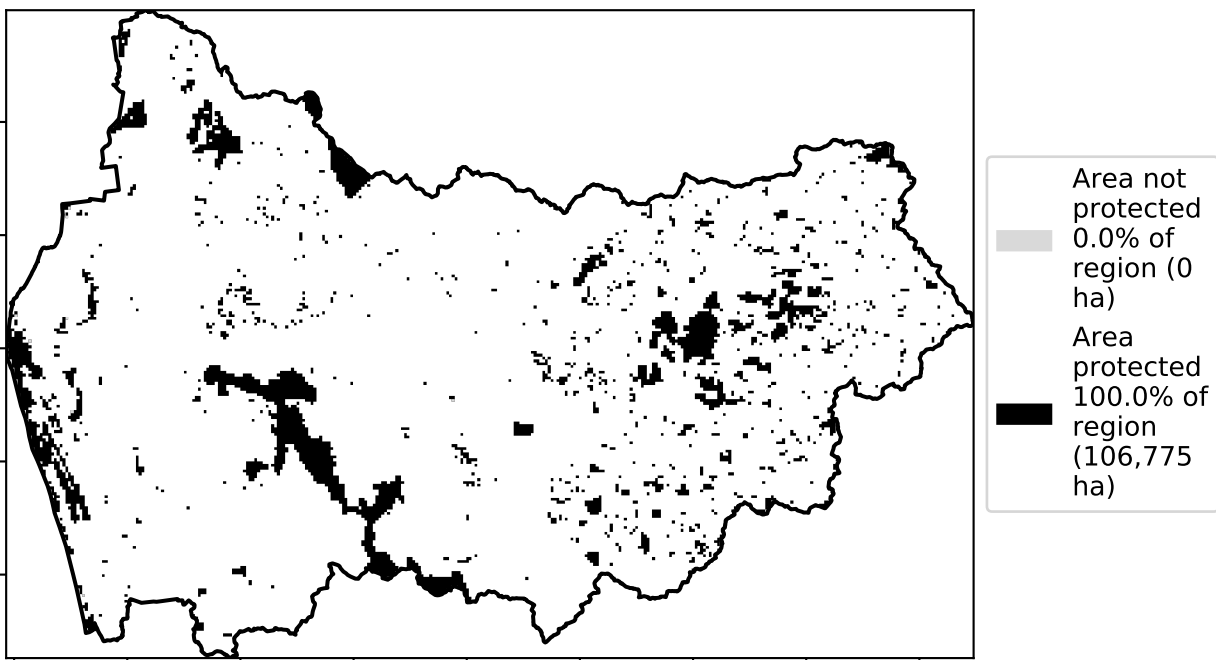 Area not
protected
0.0% of
region (0
ha)
Area
protected
100.0% of
region
(106,775
ha)